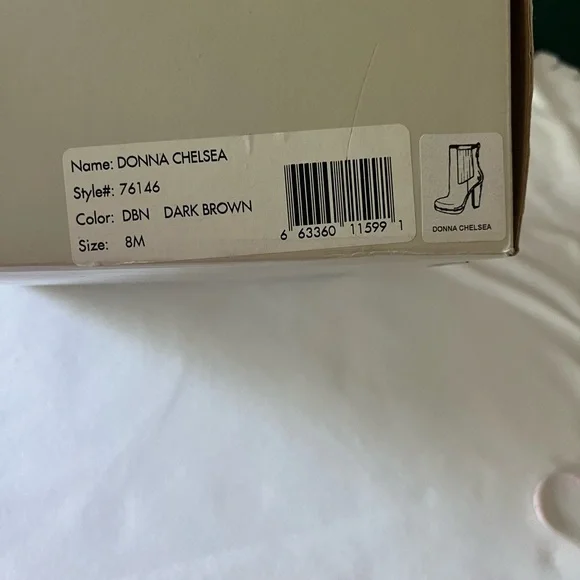 Name: DONNA CHELSEA
Style#: 76146
Color: DBN DARK BROWN
Size: 8M
6 63360 11599 1
DONNA CHELSEA